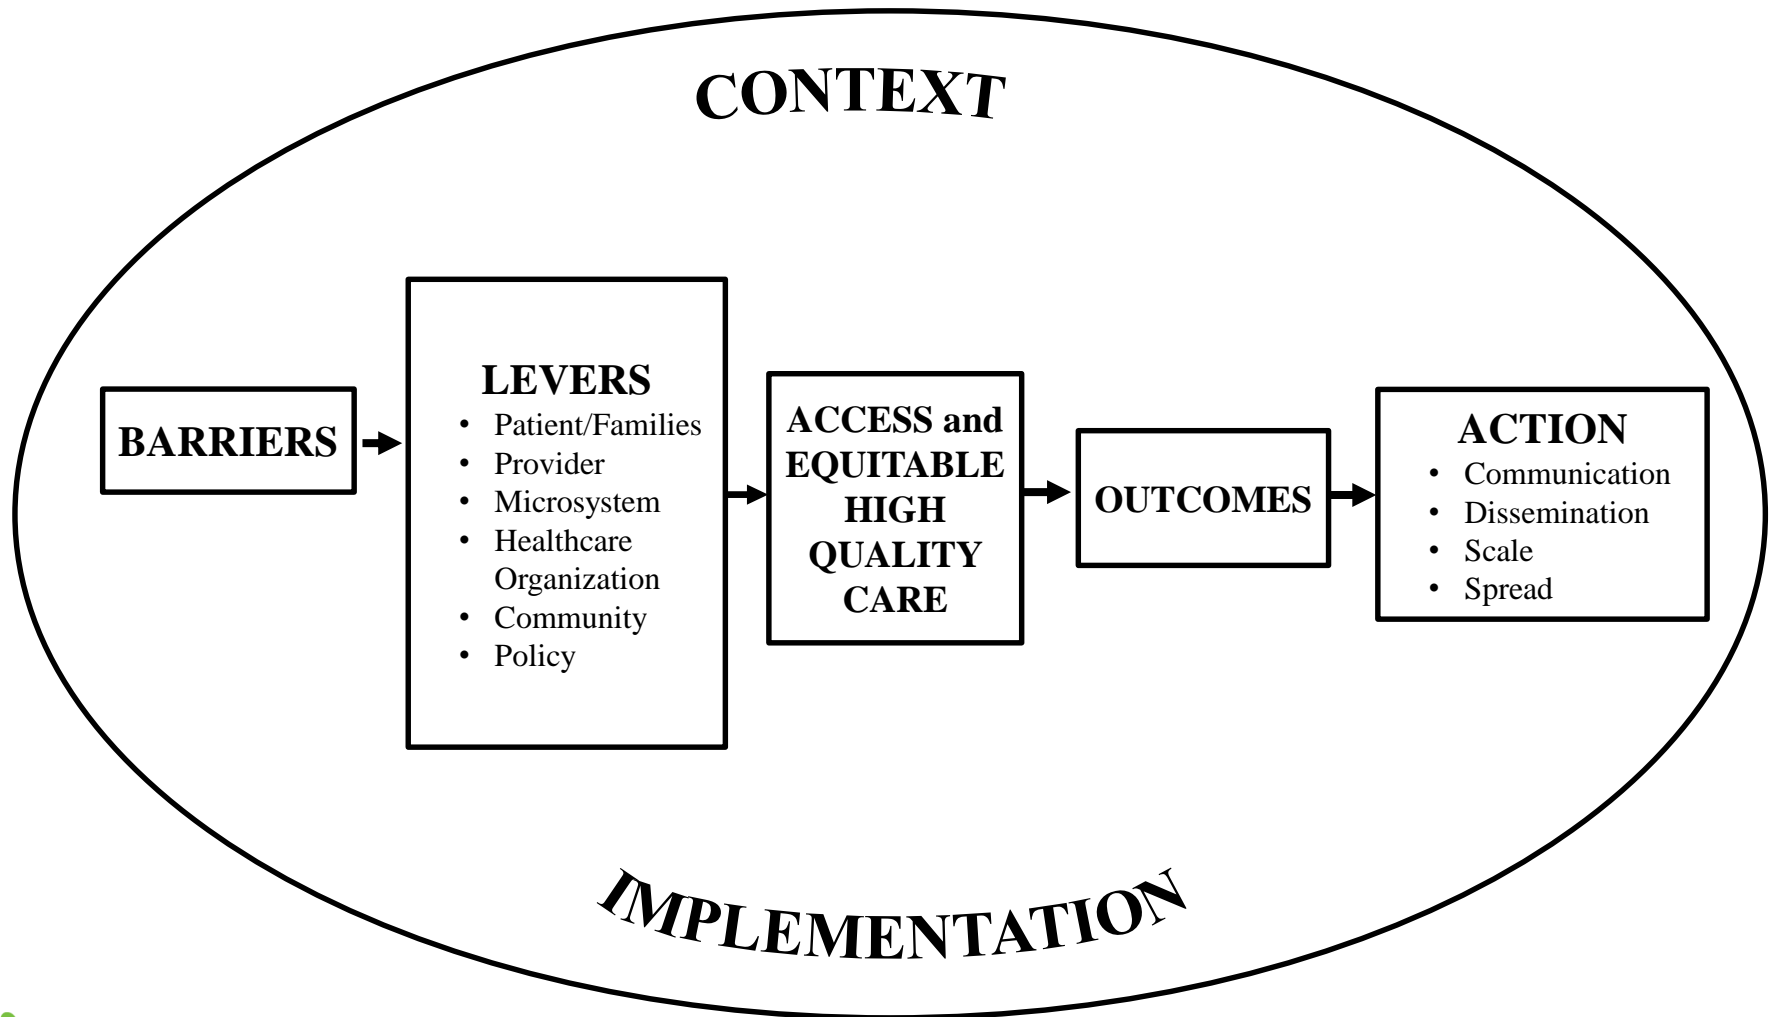 CONTEXT
BARRIERS
LEVERS
• Patient/Families
• Provider
• Microsystem
• Healthcare
Organization
• Community
• Policy
ACCESS and
EQUITABLE
HIGH
QUALITY
CARE
OUTCOMES
ACTION
• Communication
• Dissemination
• Scale
• Spread
IMPLEMENTATION